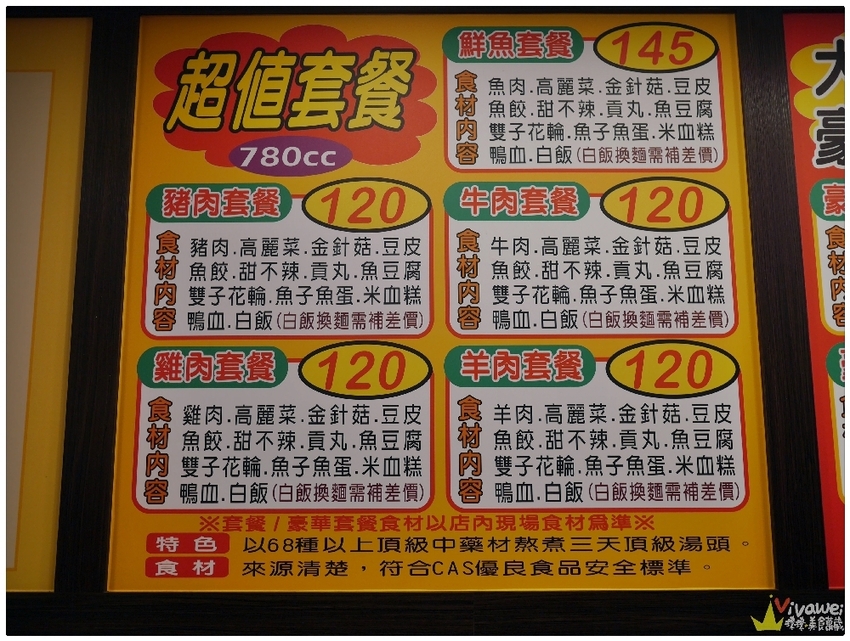 超值套餐
780cc
鮮魚套餐 145
食材內容
魚肉.高麗菜.金針菇.豆皮
魚餃.甜不辣.貢丸.魚豆腐
雙子花輪.魚子魚蛋.米血糕
鴨血.白飯(白飯換麵需補差價)
豬肉套餐 120
食材內容
豬肉.高麗菜.金針菇.豆皮
魚餃.甜不辣.貢丸.魚豆腐
雙子花輪.魚子魚蛋.米血糕
鴨血.白飯(白飯換麵需補差價)
牛肉套餐 120
食材內容
牛肉.高麗菜.金針菇.豆皮
魚餃.甜不辣.貢丸.魚豆腐
雙子花輪.魚子魚蛋.米血糕
鴨血.白飯(白飯換麵需補差價)
雞肉套餐 120
食材內容
雞肉.高麗菜.金針菇.豆皮
魚餃.甜不辣.貢丸.魚豆腐
雙子花輪.魚子魚蛋.米血糕
鴨血.白飯(白飯換麵需補差價)
羊肉套餐 120
食材內容
羊肉.高麗菜.金針菇.豆皮
魚餃.甜不辣.貢丸.魚豆腐
雙子花輪.魚子魚蛋.米血糕
鴨血.白飯(白飯換麵需補差價)
※套餐/豪華套餐食材以店內現場食材為準※
特色 以68種以上頂級中藥材熬煮三天頂級湯頭。
食材 來源清楚，符合CAS優良食品安全標準。
豪
食材
Vivawei